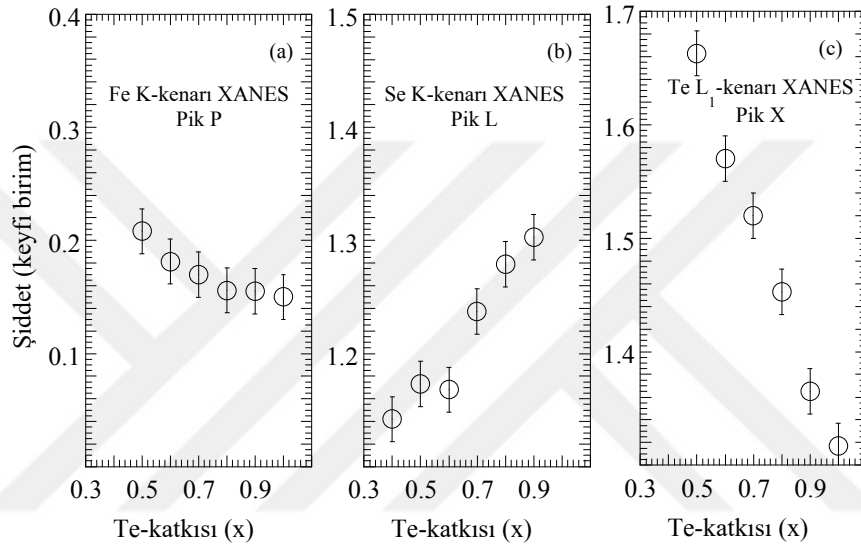 Şiddet (keyfi birim)
0.4
0.3
0.2
0.1
(a)
Fe K-kenarı XANES
Pik P
0.3 0.5 0.7 0.9
Te-katkısı (x)
1.5
1.4
1.3
1.2
(b)
Se K-kenarı XANES
Pik L
0.3 0.5 0.7 0.9
Te-katkısı (x)
1.7
1.6
1.5
1.4
(c)
Te L₁-kenarı XANES
Pik X
0.3 0.5 0.7 0.9
Te-katkısı (x)